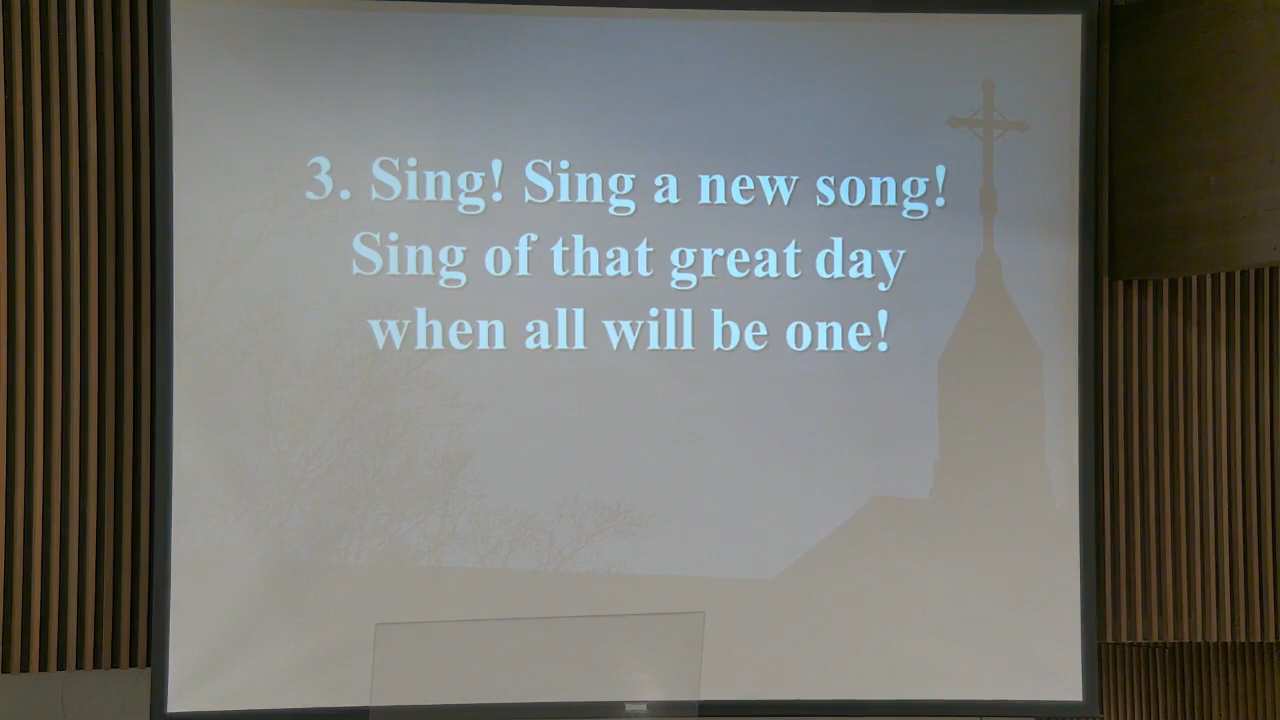 3. Sing! Sing a new song!
Sing of that great day
when all will be one!